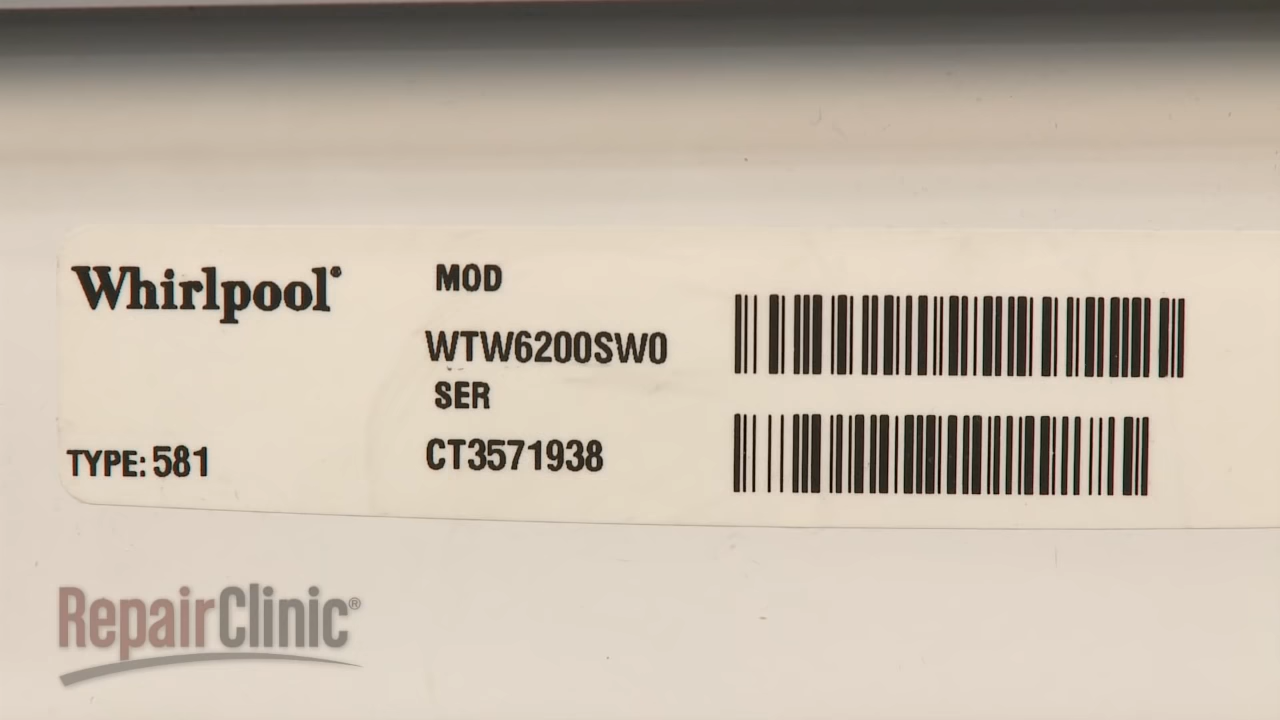 Whirlpool®
MOD
WTW6200SW0
SER
CT3571938
TYPE: 581
RepairClinic®